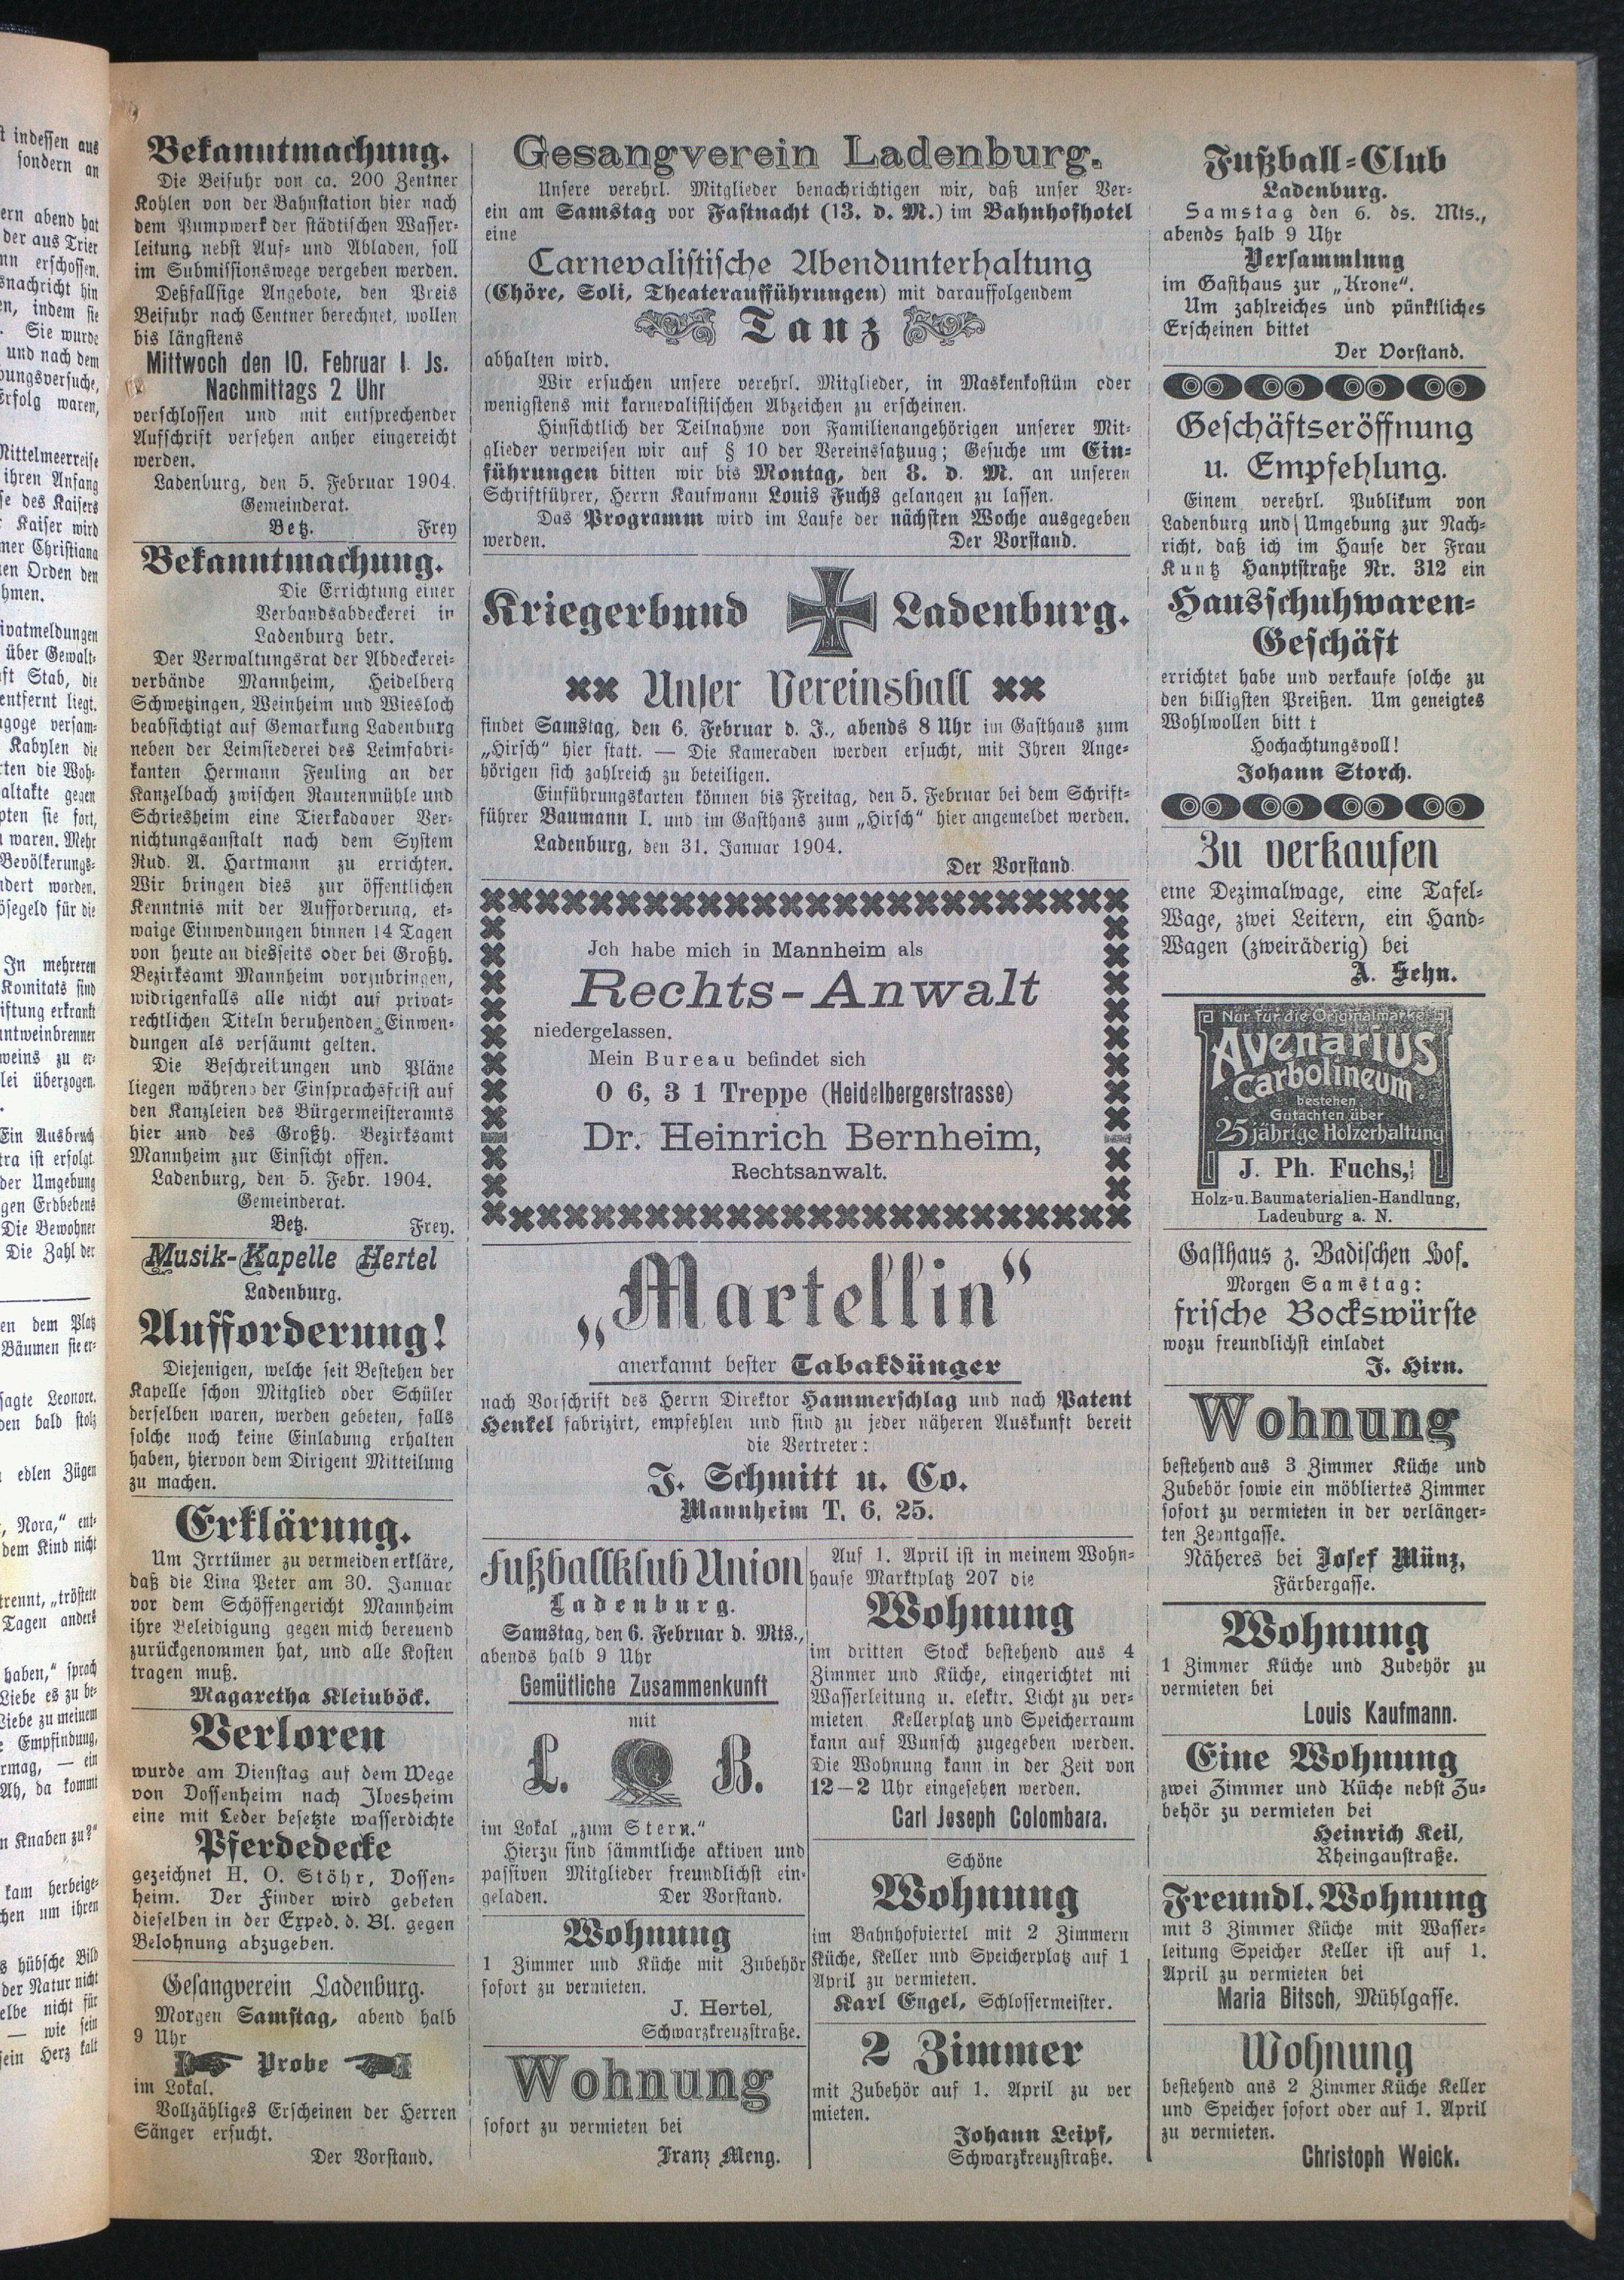 Bekanntmachung.
Die Beifuhr von ca. 200 Zentner
Kohlen von der Bahnstation hier nach
dem Pumpwerk der städtischen Wasser-
leitung nebst Auf- und Abladen, soll
im Submissionswege vergeben werden.
Deßfallsige Angebote, den Preis
Beifuhr nach Centner berechnet, wollen
bis längstens
Mittwoch den 10. Februar l. Js.
Nachmittags 2 Uhr
verschlossen und mit entsprechender
Aufschrift versehen anher eingereicht
werden.
Ladenburg, den 5. Februar 1904.
Gemeinderat.
Betz. Frey
Bekanntmachung.
Die Errichtung einer
Verbandsabdeckerei in
Ladenburg betr.
Der Verwaltungsrat der Abdeckerei-
verbände Mannheim, Heidelberg
Schwetzingen, Weinheim und Wiesloch
beabsichtigt auf Gemarkung Ladenburg
neben der Leimsiederei des Leimfabri-
kanten Hermann Feuling an der
Kanzelbach zwischen Rautenmühle und
Schriesheim eine Tierkadaver Ver-
nichtungsanstalt nach dem System
Rud. A. Hartmann zu errichten.
Wir bringen dies zur öffentlichen
Kenntnis mit der Aufforderung, et-
waige Einwendungen binnen 14 Tagen
von heute an diesseits oder bei Großh.
Bezirksamt Mannheim vorzubringen,
widrigenfalls alle nicht auf privat-
rechtlichen Titeln beruhenden Einwen-
dungen als versäumt gelten.
Die Beschreibungen und Pläne
liegen während der Einsprachsfrist auf
den Kanzleien des Bürgermeisteramts
hier und des Großh. Bezirksamt
Mannheim zur Einsicht offen.
Ladenburg, den 5. Febr. 1904.
Gemeinderat.
Betz. Frey.
Musik-Kapelle Hertel
Ladenburg.
Aufforderung!
Diejenigen, welche seit Bestehen der
Kapelle schon Mitglied oder Schüler
derselben waren, werden gebeten, falls
solche noch keine Einladung erhalten
haben, hiervon dem Dirigent Mitteilung
zu machen.
Erklärung.
Um Irrtümer zu vermeiden erkläre,
daß die Lina Peter am 30. Januar
vor dem Schöffengericht Mannheim
ihre Beleidigung gegen mich bereuend
zurückgenommen hat, und alle Kosten
tragen muß.
Magaretha Kleinböck.
Verloren
wurde am Dienstag auf dem Wege
von Dossenheim nach Ilvesheim
eine mit Leder besetzte wasserdichte
Pferdedecke
gezeichnet H. O. Stöhr, Dossen-
heim. Der Finder wird gebeten
dieselben in der Exped. d. Bl. gegen
Belohnung abzugeben.
Gesangverein Ladenburg.
Morgen Samstag, abend halb
9 Uhr
Probe
im Lokal.
Vollzähliges Erscheinen der Herren
Sänger ersucht.
Der Vorstand.
Gesangverein Ladenburg.
Unsere verehrl. Mitglieder benachrichtigen wir, daß unser Ver-
ein am Samstag vor Fastnacht (13. d. M.) im Bahnhofhotel
eine
Carnevalistische Abendunterhaltung
(Chöre, Soli, Theateraufführungen) mit darauffolgendem
Tanz
abhalten wird.
Wir ersuchen unsere verehrl. Mitglieder, in Maskenkostüm oder
wenigstens mit karnevalistischen Abzeichen zu erscheinen.
Hinsichtlich der Teilnahme von Familienangehörigen unserer Mit-
glieder verweisen wir auf § 10 der Vereinssatzung; Gesuche um Ein-
führungen bitten wir bis Montag, den 8. d. M. an unseren
Schriftführer, Herrn Kaufmann Louis Fuchs gelangen zu lassen.
Das Programm wird im Laufe der nächsten Woche ausgegeben
werden. Der Vorstand.
Kriegerbund Ladenburg.
Unser Vereinsball
findet Samstag, den 6. Februar d. J., abends 8 Uhr im Gasthaus zum
„Hirsch“ hier statt. — Die Kameraden werden ersucht, mit Ihren Ange-
hörigen sich zahlreich zu beteiligen.
Einführungskarten können bis Freitag, den 5. Februar bei dem Schrift-
führer Baumann I. und im Gasthaus zum „Hirsch“ hier angemeldet werden.
Ladenburg, den 31. Januar 1904.
Der Vorstand.
Ich habe mich in Mannheim als
Rechts-Anwalt
niedergelassen.
Mein Bureau befindet sich
O 6, 3 1 Treppe (Heidelbergerstrasse)
Dr. Heinrich Bernheim,
Rechtsanwalt.
„Martellin“
anerkannt bester Tabakdünger
nach Vorschrift des Herrn Direktor Hammerschlag und nach Patent
Henkel fabrizirt, empfehlen und sind zu jeder näheren Auskunft bereit
die Vertreter:
J. Schmitt u. Co.
Mannheim T. 6. 25.
Fußballklub Union
Ladenburg.
Samstag, den 6. Februar d. Mts.,
abends halb 9 Uhr
Gemütliche Zusammenkunft
mit
L. B.
im Lokal „zum Stern.“
Hierzu sind sämmtliche aktiven und
passiven Mitglieder freundlichst ein-
geladen. Der Vorstand.
Wohnung
1 Zimmer und Küche mit Zubehör
sofort zu vermieten.
J. Hertel,
Schwarzkreuzstraße.
Wohnung
sofort zu vermieten bei
Franz Meng.
Auf 1. April ist in meinem Wohn-
hause Marktplatz 207 die
Wohnung
im dritten Stock bestehend aus 4
Zimmer und Küche, eingerichtet mi
Wasserleitung u. elektr. Licht zu ver-
mieten. Kellerplatz und Speicherraum
kann auf Wunsch zugegeben werden.
Die Wohnung kann in der Zeit von
12—2 Uhr eingesehen werden.
Carl Joseph Colombara.
Schöne
Wohnung
im Bahnhofviertel mit 2 Zimmern
Küche, Keller und Speicherplatz auf 1
April zu vermieten.
Karl Engel, Schlossermeister.
2 Zimmer
mit Zubehör auf 1. April zu ver
mieten.
Johann Leipf,
Schwarzkreuzstraße.
Fußball-Club
Ladenburg.
Samstag den 6. ds. Mts.,
abends halb 9 Uhr
Versammlung
im Gasthaus zur „Krone“.
Um zahlreiches und pünktliches
Erscheinen bittet
Der Vorstand.
Geschäftseröffnung
u. Empfehlung.
Einem verehrl. Publikum von
Ladenburg und Umgebung zur Nach-
richt, daß ich im Hause der Frau
Kuntz Hauptstraße Nr. 312 ein
Hausschuhwaren-
Geschäft
errichtet habe und verkaufe solche zu
den billigsten Preißen. Um geneigtes
Wohlwollen bitt t
Hochachtungsvoll!
Johann Storch.
Zu verkaufen
eine Dezimalwage, eine Tafel-
Wage, zwei Leitern, ein Hand-
Wagen (zweiräderig) bei
A. Sehn.
Nur für die Originalmarke
Avenarius
Carbolineum
bestehen
Gutachten über
25jährige Holzerhaltung
J. Ph. Fuchs,
Holz- u. Baumaterialien-Handlung,
Ladenburg a. N.
Gasthaus z. Badischen Hof.
Morgen Samstag:
frische Bockswürste
wozu freundlichst einladet
J. Hirn.
Wohnung
bestehend aus 3 Zimmer Küche und
Zubehör sowie ein möbliertes Zimmer
sofort zu vermieten in der verlänger-
ten Zehntgasse.
Näheres bei Josef Münz,
Färbergasse.
Wohnung
1 Zimmer Küche und Zubehör zu
vermieten bei
Louis Kaufmann.
Eine Wohnung
zwei Zimmer und Küche nebst Zu-
behör zu vermieten bei
Heinrich Keil,
Rheingaustraße.
Freundl. Wohnung
mit 3 Zimmer Küche mit Wasser-
leitung Speicher Keller ist auf 1.
April zu vermieten bei
Maria Bitsch, Mühlgasse.
Wohnung
bestehend aus 2 Zimmer Küche Keller
und Speicher sofort oder auf 1. April
zu vermieten.
Christoph Weick.